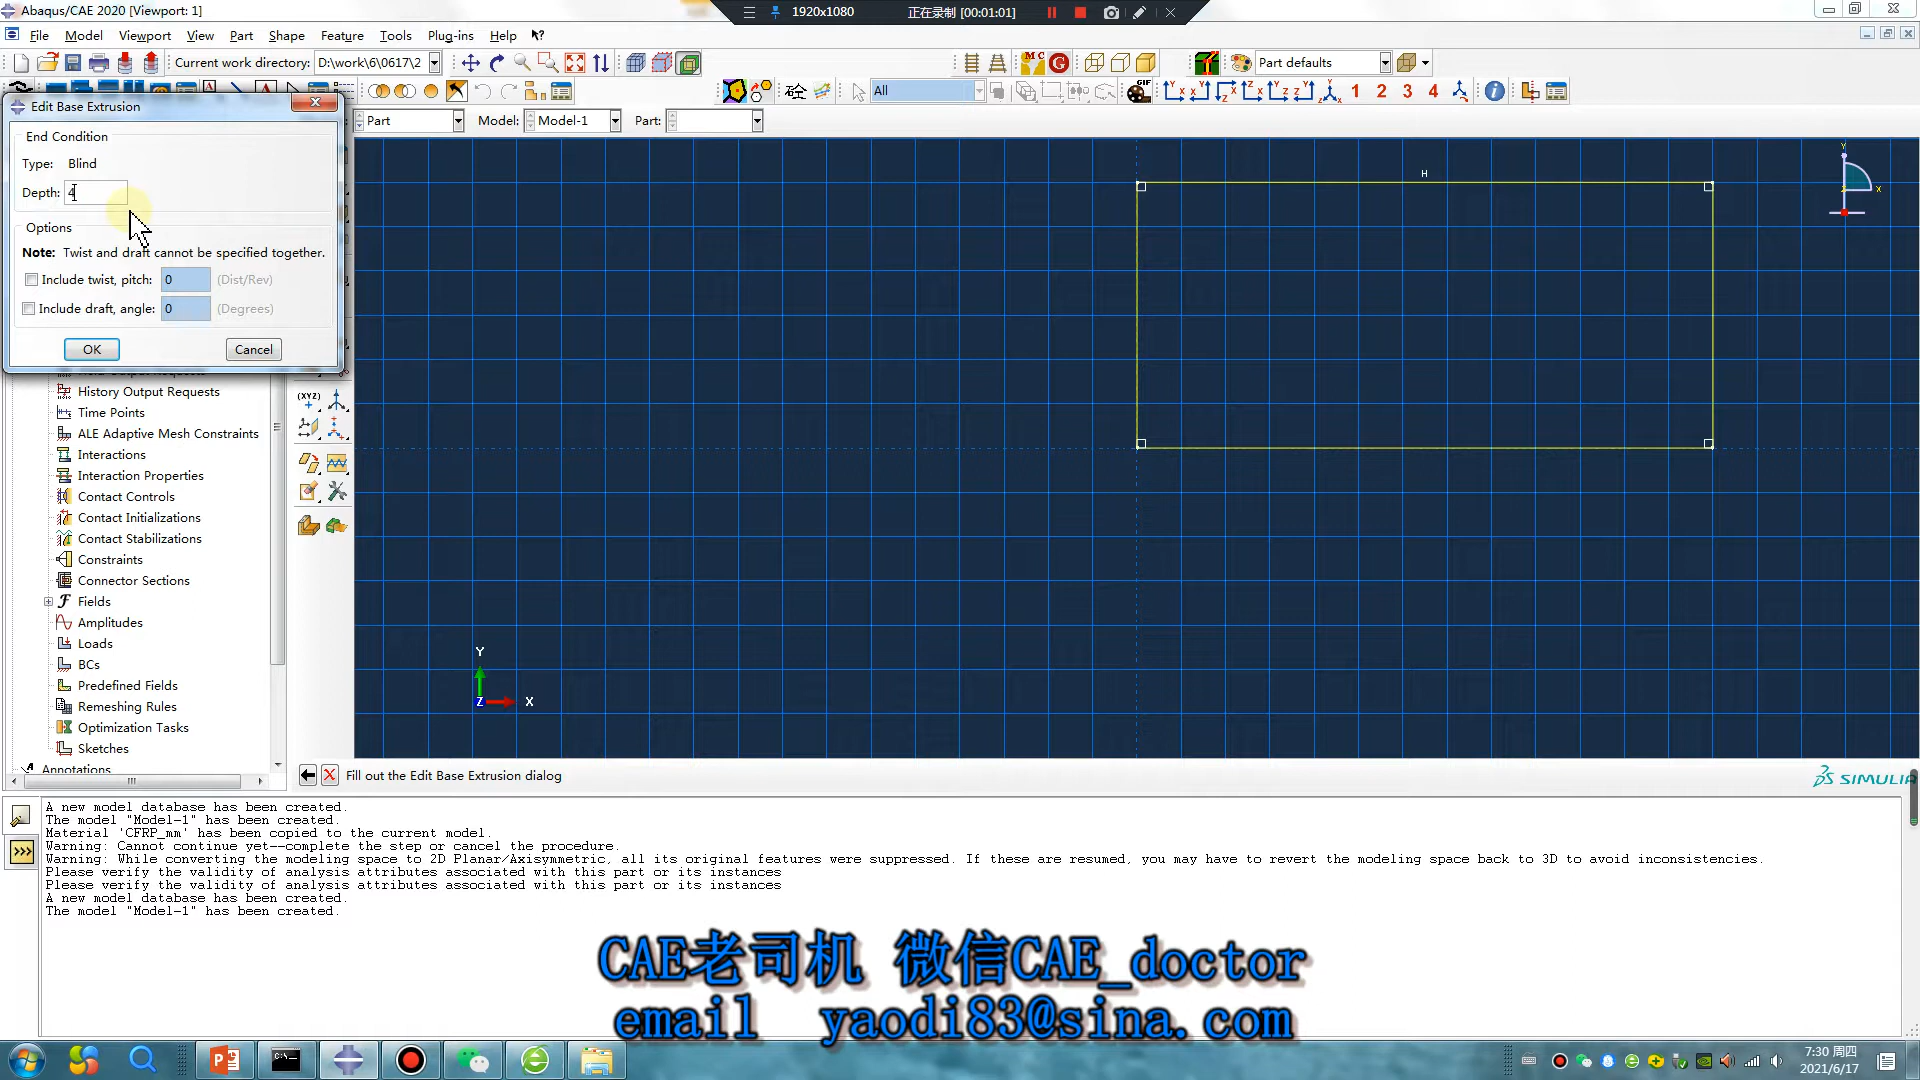 Abaqus/CAE 2020 [Viewport: 1]
1920x1080
正在录制 [00:01:01]
File Model Viewport View Part Shape Feature Tools Plug-ins Help
Current work directory: D:\work\6\0617\2
Part defaults
All
1 2 3 4
Edit Base Extrusion
Part Model: Model-1 Part:
End Condition
Type: Blind
Depth: 4
Options
Note: Twist and draft cannot be specified together.
Include twist, pitch: 0 (Dist/Rev)
Include draft, angle: 0 (Degrees)
OK Cancel
History Output Requests
Time Points
ALE Adaptive Mesh Constraints
Interactions
Interaction Properties
Contact Controls
Contact Initializations
Contact Stabilizations
Constraints
Connector Sections
Fields
Amplitudes
Loads
BCs
Predefined Fields
Remeshing Rules
Optimization Tasks
Sketches
Annotations
(XYZ)
H
Y
X
Y
Z X
Fill out the Edit Base Extrusion dialog
SIMULIA
A new model database has been created.
The model "Model-1" has been created.
Material 'CFRP_mm' has been copied to the current model.
Warning: Cannot continue yet--complete the step or cancel the procedure.
Warning: While converting the modeling space to 2D Planar/Axisymmetric, all its original features were suppressed. If these are resumed, you may have to revert the modeling space back to 3D to avoid inconsistencies.
Please verify the validity of analysis attributes associated with this part or its instances
Please verify the validity of analysis attributes associated with this part or its instances
A new model database has been created.
The model "Model-1" has been created.
CAE老司机 微信CAE_doctor
email yaodi83@sina.com
7:30 周四
2021/6/17